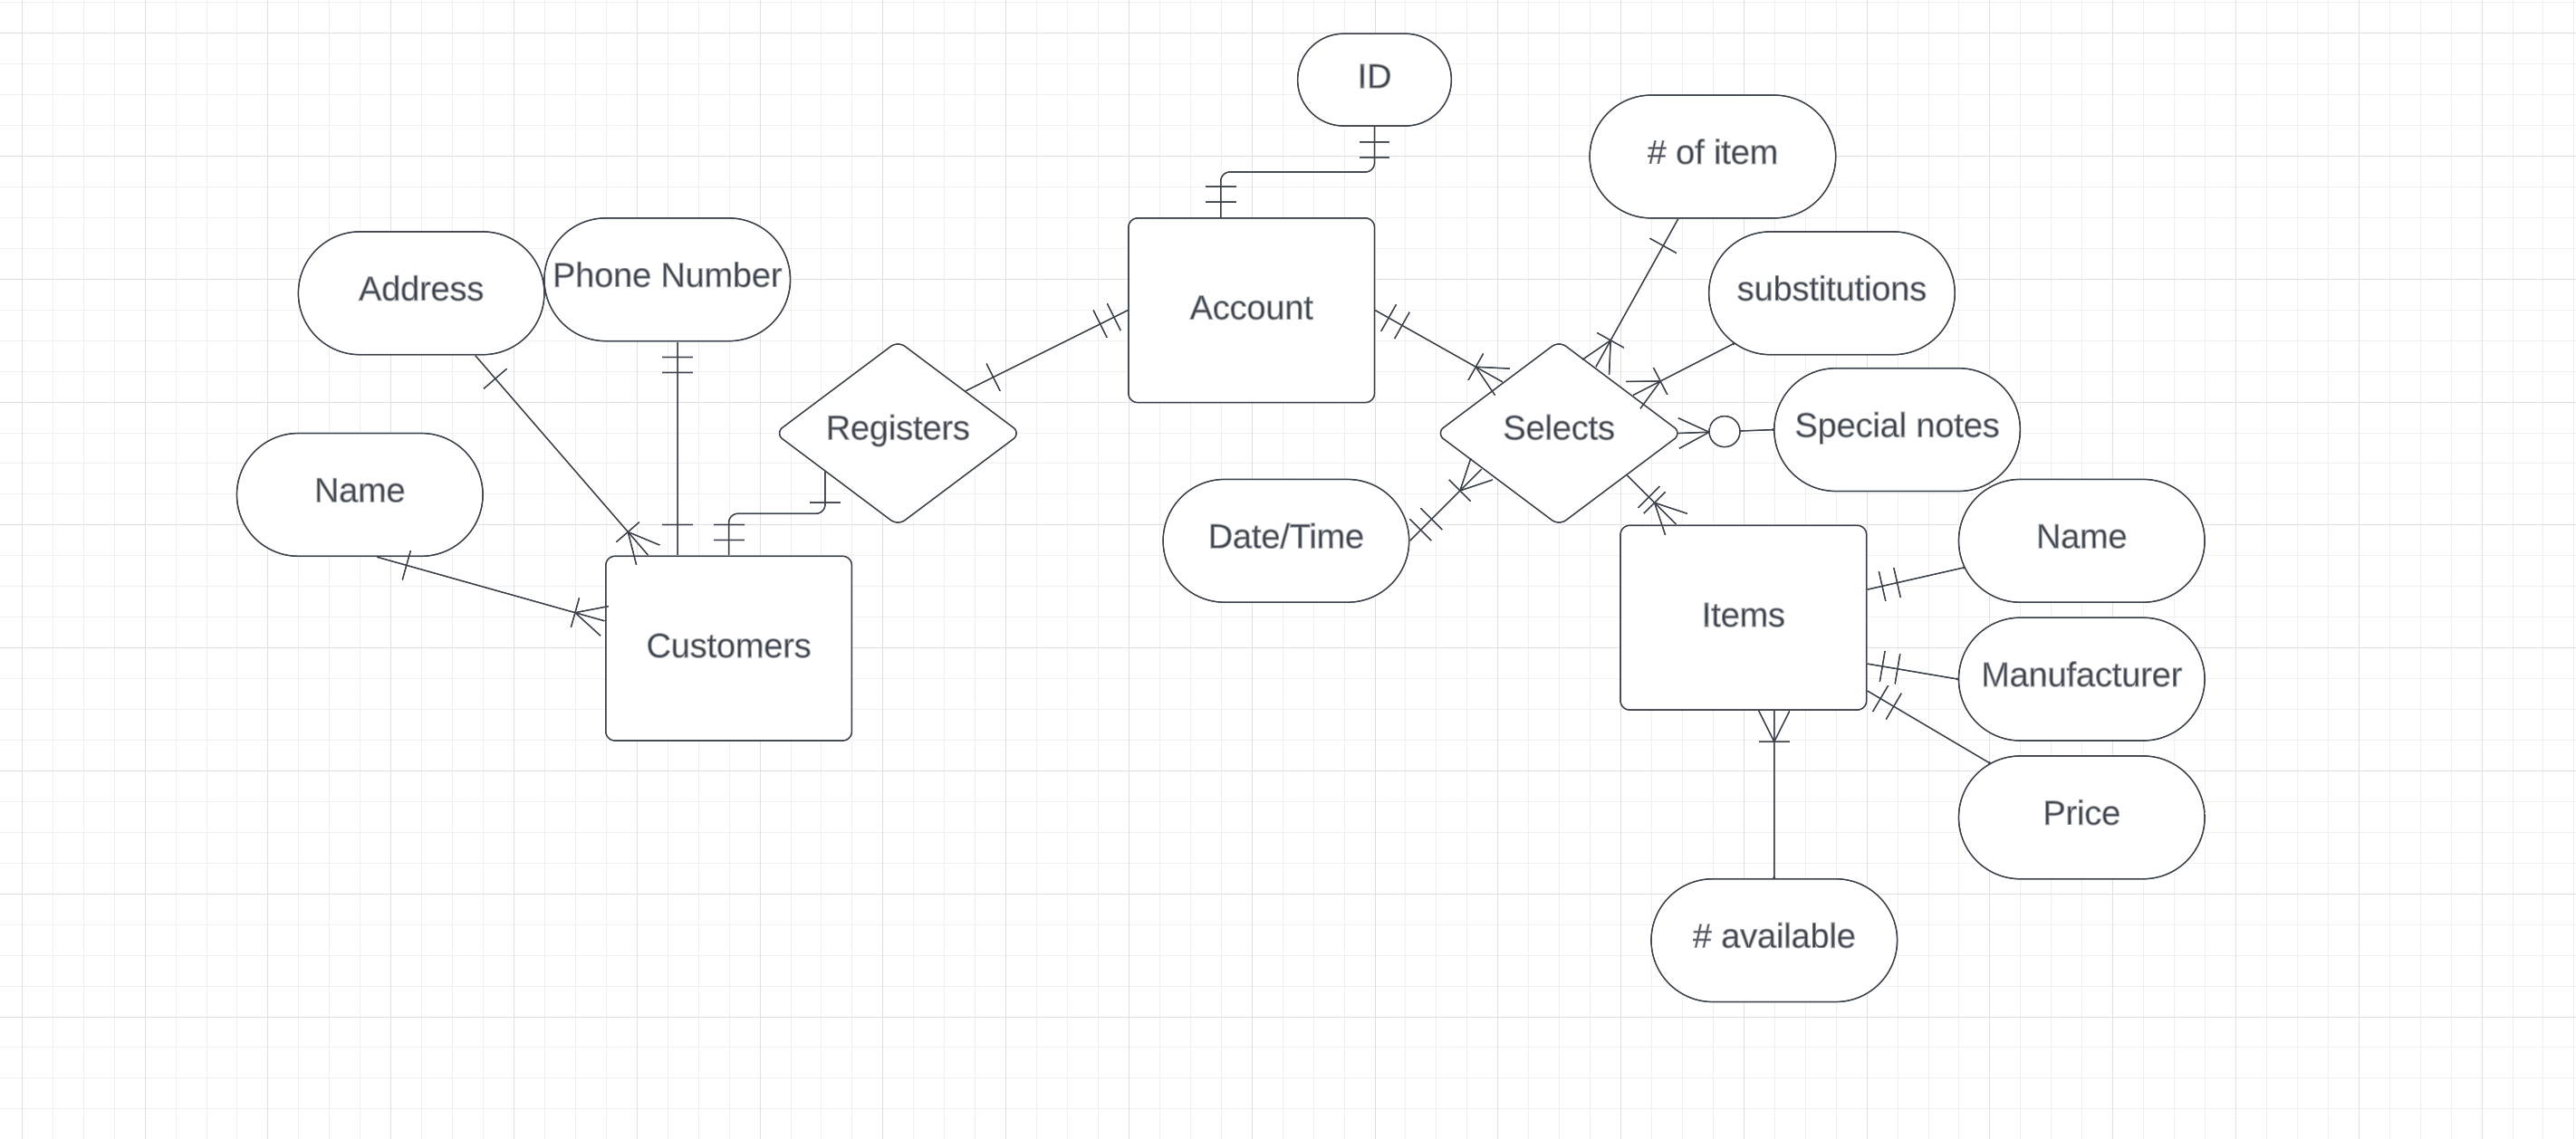 ID
# of item
Address
Phone Number
substitutions
Account
Registers
Selects
Special notes
Name
Date/Time
Name
Items
Customers
Manufacturer
Price
# available